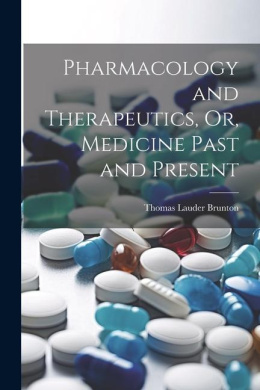 Pharmacology
and
Therapeutics, Or,
Medicine Past
and Present
Thomas Lauder Brunton